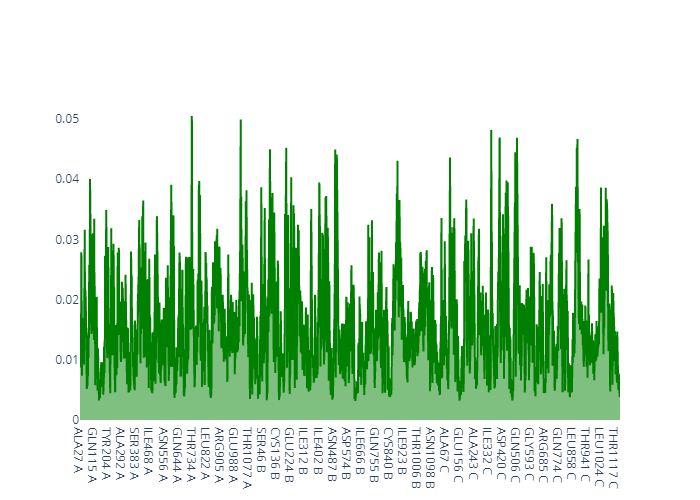 0.05
0.04
0.03
0.02
0.01
0
ALA27 A
GLN115 A
TYR204 A
ALA292 A
SER383 A
ILE468 A
ASN556 A
GLN644 A
THR734 A
LEU822 A
ARG905 A
GLU988 A
THR1077 A
SER46 B
CYS136 B
GLU224 B
ILE312 B
ILE402 B
ASN487 B
ASP574 B
ILE666 B
GLN755 B
CYS840 B
ILE923 B
THR1006 B
ASN1098 B
ALA67 C
GLU156 C
ALA243 C
ILE332 C
ASP420 C
GLN506 C
GLY593 C
ARG685 C
GLN774 C
LEU858 C
THR941 C
LEU1024 C
THR1117 C